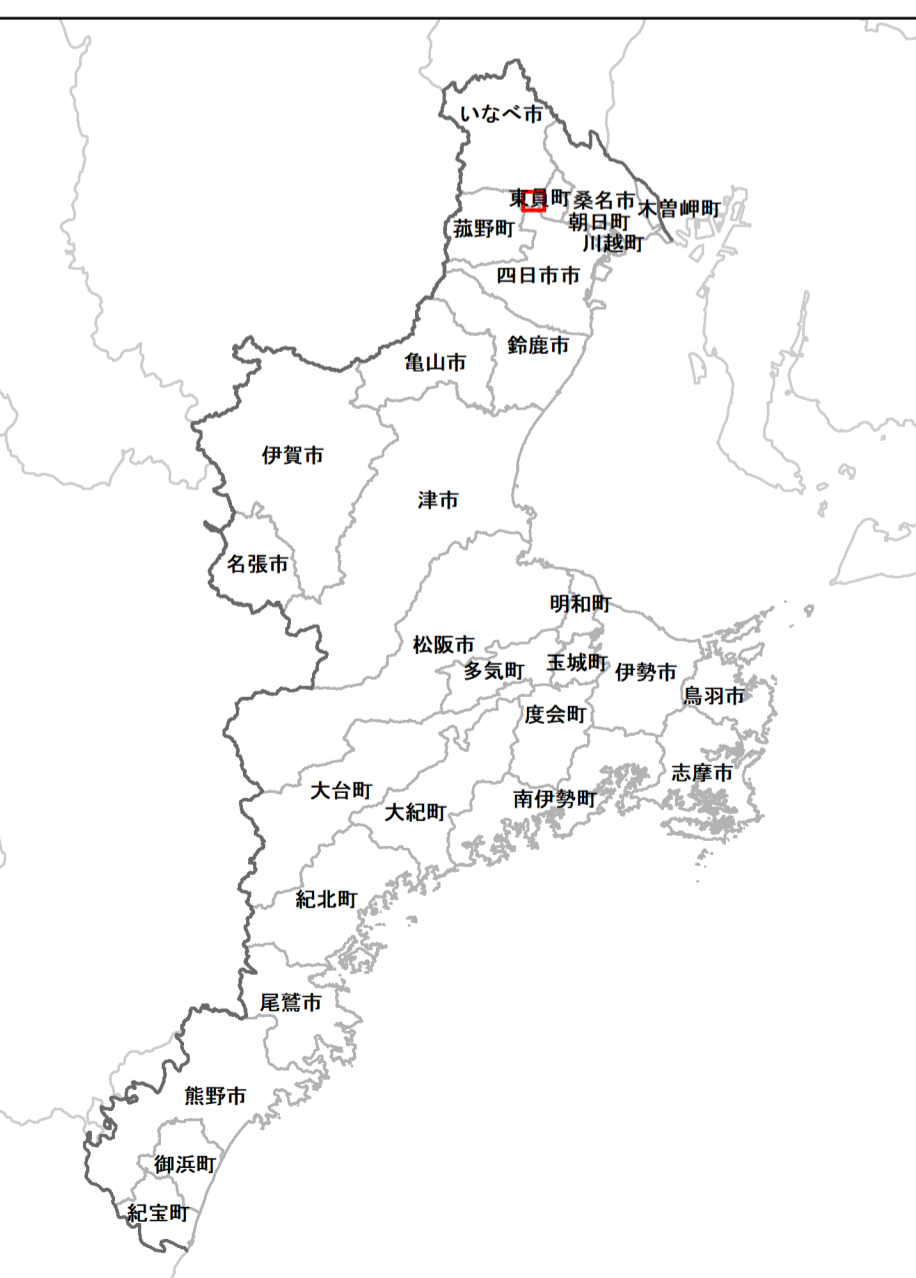 いなべ市
東員町
桑名市
木曽岬町
朝日町
菰野町
川越町
四日市市
鈴鹿市
亀山市
伊賀市
津市
名張市
明和町
松阪市
多気町
玉城町
伊勢市
鳥羽市
度会町
志摩市
大台町
南伊勢町
大紀町
紀北町
尾鷲市
熊野市
御浜町
紀宝町